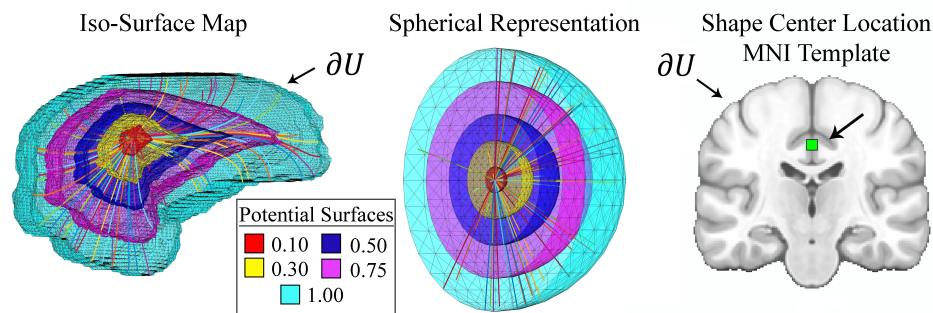 Iso-Surface Map
∂U
Spherical Representation
Shape Center Location
MNI Template
∂U
Potential Surfaces
0.10
0.50
0.30
0.75
1.00